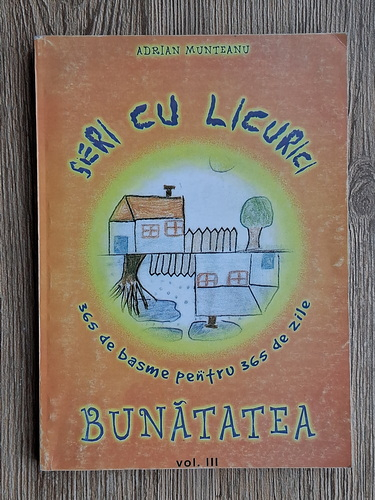 ADRIAN MUNTEANU
SERI CU LICURICI
365 de basme pentru 365 de zile
BUNĂTATEA
vol. III